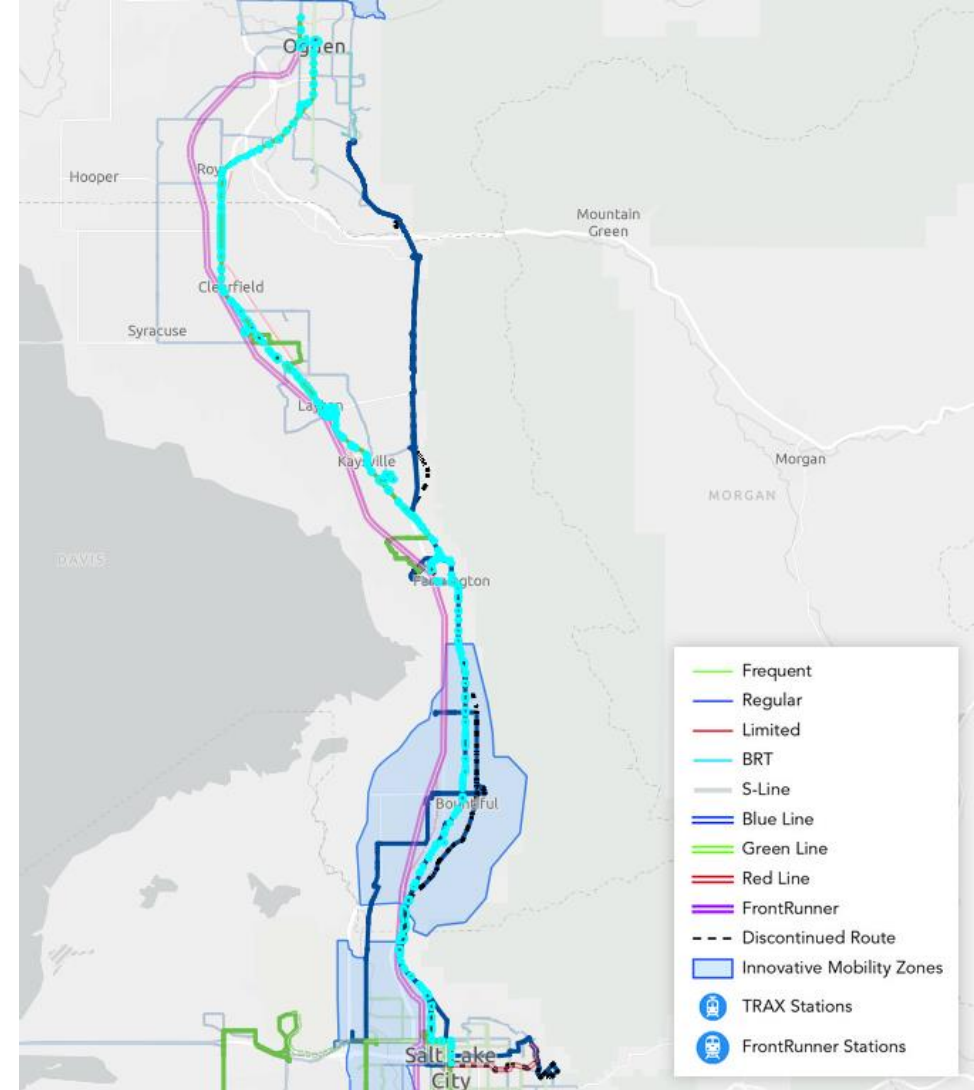 Ogden
Hooper
Roy
Mountain
Green
Clearfield
Syracuse
Layton
Kaysville
Morgan
MORGAN
DAVIS
Farmington
Frequent
Regular
Limited
BRT
S-Line
Blue Line
Green Line
Red Line
FrontRunner
Discontinued Route
Innovative Mobility Zones
TRAX Stations
FrontRunner Stations
Bountiful
Salt Lake
City